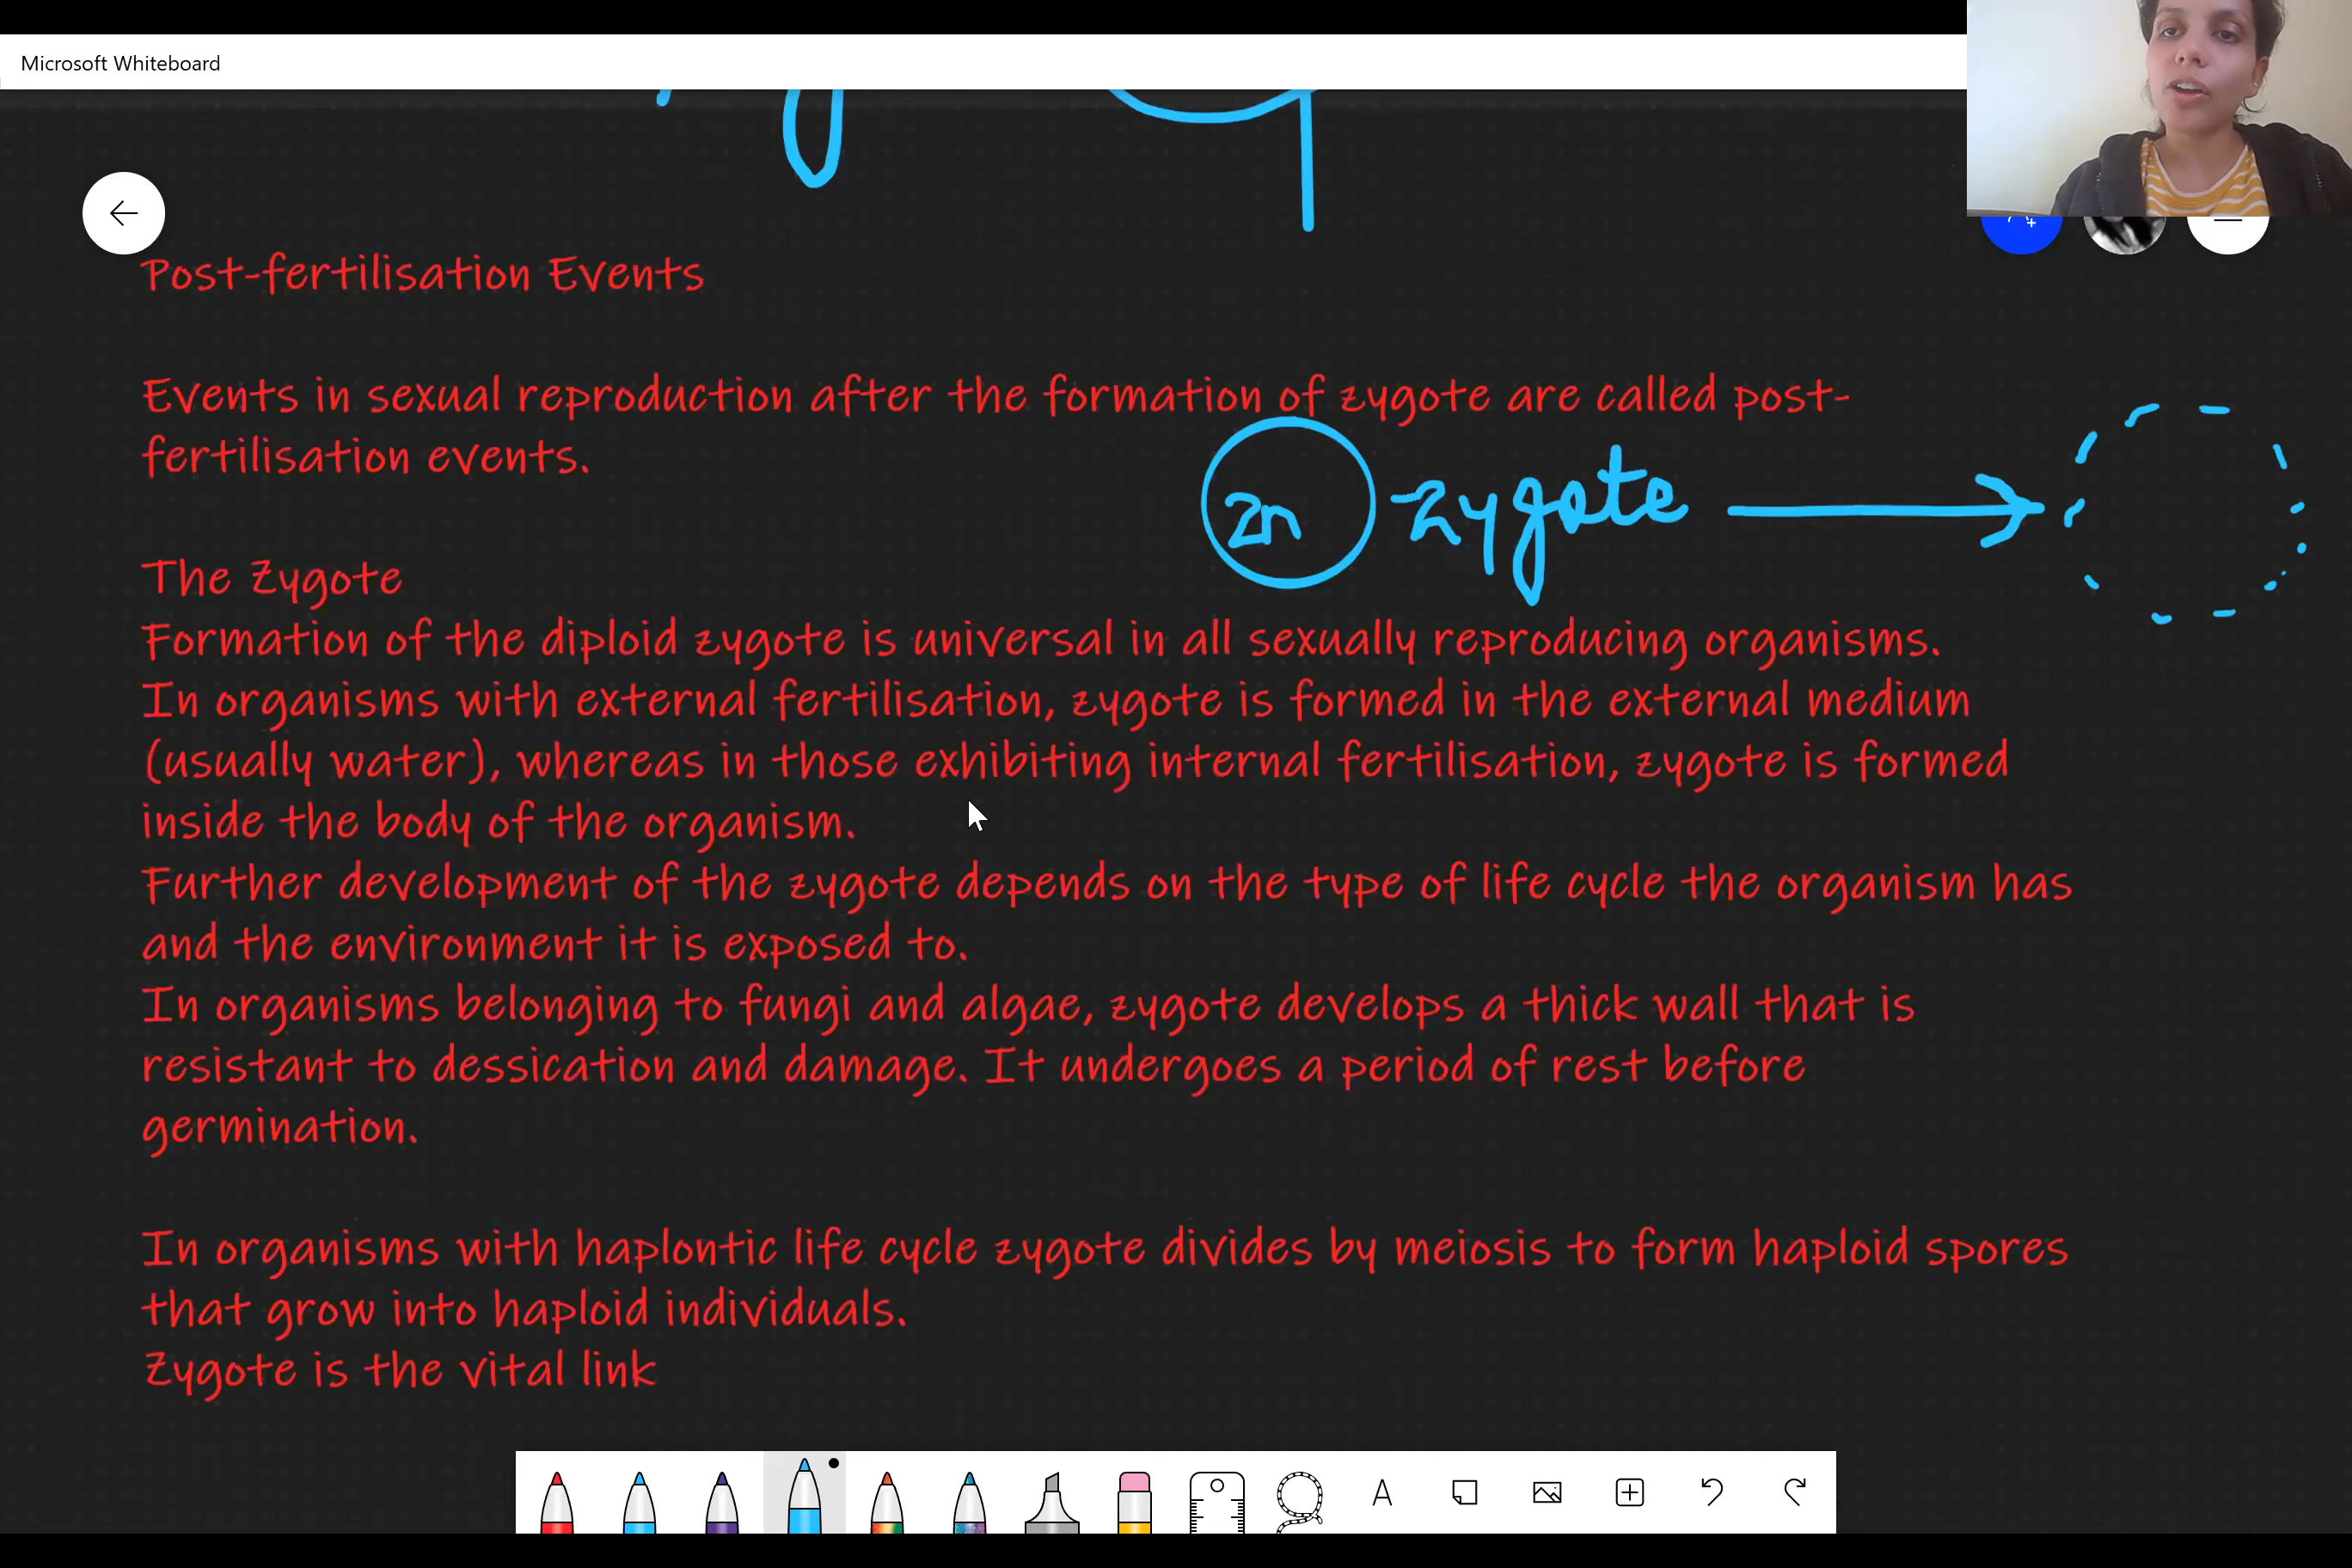 Microsoft Whiteboard
Post-fertilisation Events
Events in sexual reproduction after the formation of zygote are called post-
fertilisation events.
2n zygote
The Zygote
Formation of the diploid zygote is universal in all sexually reproducing organisms.
In organisms with external fertilisation, zygote is formed in the external medium
(usually water), whereas in those exhibiting internal fertilisation, zygote is formed
inside the body of the organism.
Further development of the zygote depends on the type of life cycle the organism has
and the environment it is exposed to.
In organisms belonging to fungi and algae, zygote develops a thick wall that is
resistant to dessication and damage. It undergoes a period of rest before
germination.
In organisms with haplontic life cycle zygote divides by meiosis to form haploid spores
that grow into haploid individuals.
Zygote is the vital link